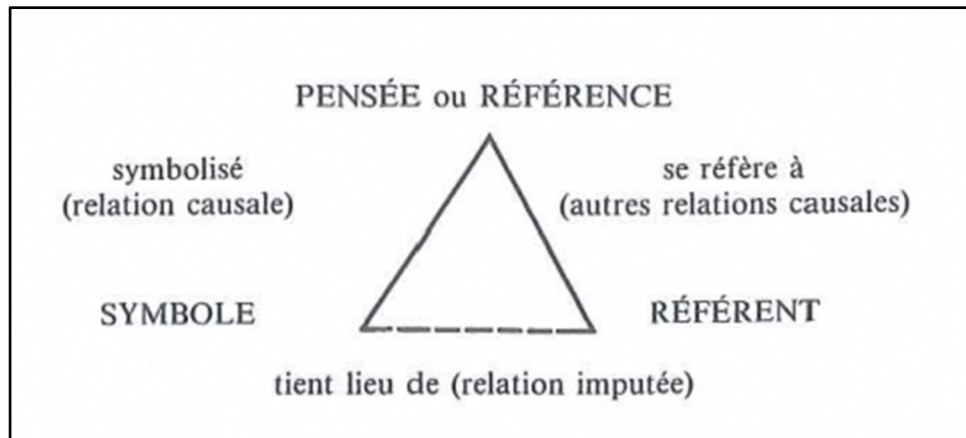 PENSÉE ou RÉFÉRENCE
symbolisé
(relation causale)
se réfère à
(autres relations causales)
SYMBOLE
RÉFÉRENT
tient lieu de (relation imputée)